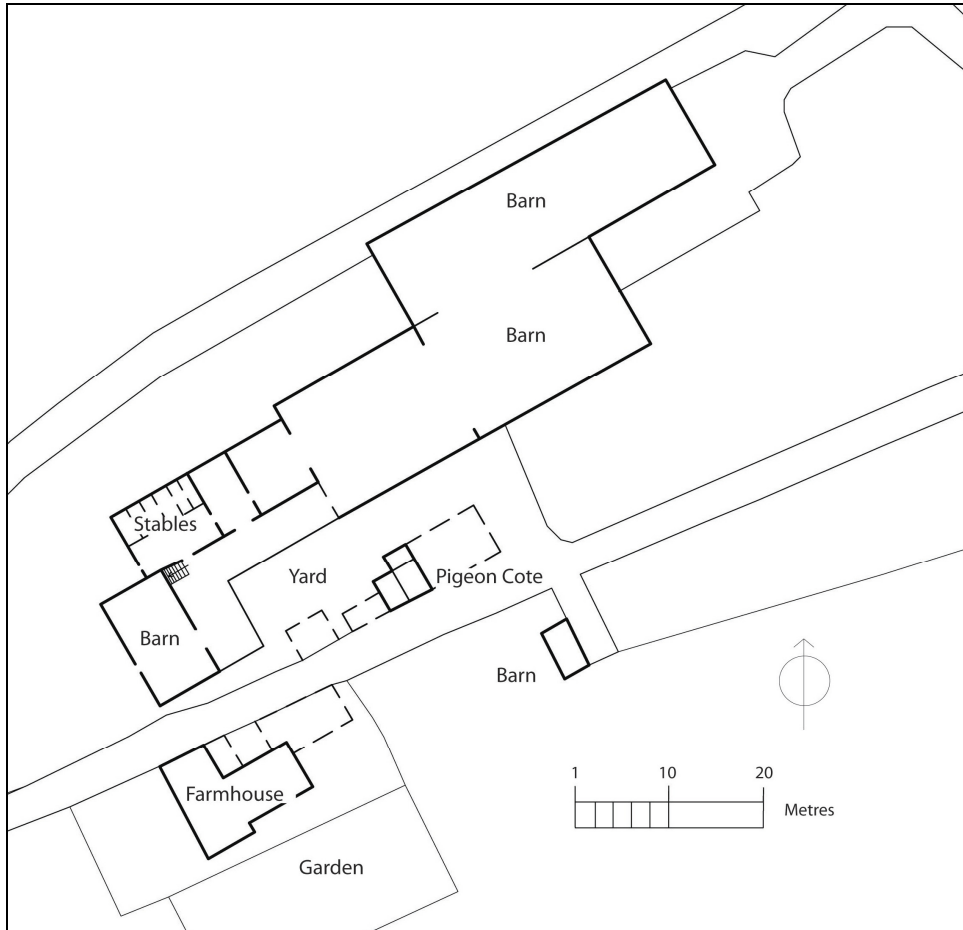 Barn
Barn
Stables
Yard
Pigeon Cote
Barn
Barn
1 10 20
Metres
Farmhouse
Garden